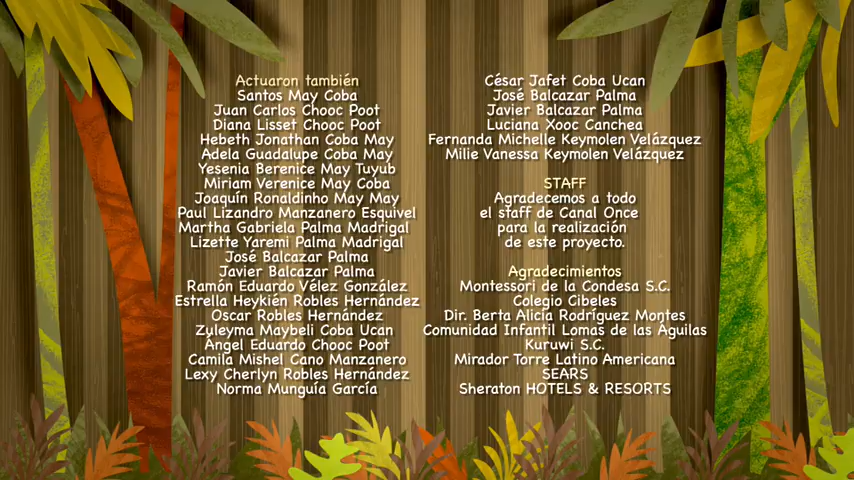 Actuaron también
Santos May Coba
Juan Carlos Chooc Poot
Diana Lisset Chooc Poot
Hebeth Jonathan Coba May
Adela Guadalupe Coba May
Yesenia Berenice May Tuyub
Miriam Verenice May Coba
Joaquín Ronaldinho May May
Paul Lizandro Manzanero Esquivel
Martha Gabriela Palma Madrigal
Lizette Yaremi Palma Madrigal
José Balcazar Palma
Javier Balcazar Palma
Ramón Eduardo Vélez González
Estrella Heykién Robles Hernández
Oscar Robles Hernández
Zuleyma Maybeli Coba Ucan
Ángel Eduardo Chooc Poot
Camila Mishel Cano Manzanero
Lexy Cherlyn Robles Hernández
Norma Munguía García
César Jafet Coba Ucan
José Balcazar Palma
Javier Balcazar Palma
Luciana Xooc Canchea
Fernanda Michelle Keymolen Velázquez
Milie Vanessa Keymolen Velázquez
STAFF
Agradecemos a todo
el staff de Canal Once
para la realización
de este proyecto.
Agradecimientos
Montessori de la Condesa S.C.
Colegio Cibeles
Dir. Berta Alicia Rodríguez Montes
Comunidad Infantil Lomas de las Águilas
Kuruwi S.C.
Mirador Torre Latino Americana
SEARS
Sheraton HOTELS & RESORTS